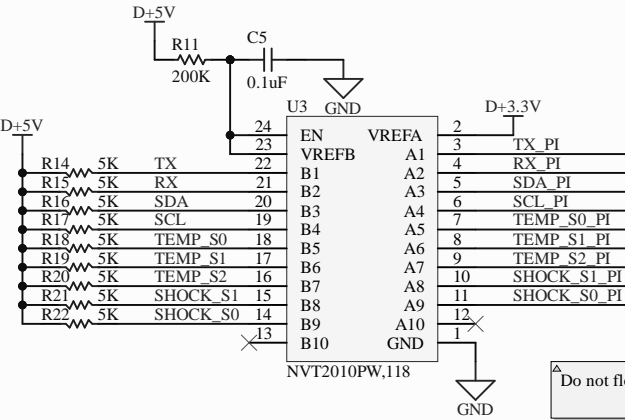 D+5V
R11
200K
C5
0.1uF
GND
U3
D+3.3V
D+5V
24 EN VREFA 2
23 VREFB A1 3 TX_PI
R14 5K TX 22 B1 A2 4 RX_PI
R15 5K RX 21 B2 A3 5 SDA_PI
R16 5K SDA 20 B3 A4 6 SCL_PI
R17 5K SCL 19 B4 A5 7 TEMP_S0_PI
R18 5K TEMP_S0 18 B5 A6 8 TEMP_S1_PI
R19 5K TEMP_S1 17 B6 A7 9 TEMP_S2_PI
R20 5K TEMP_S2 16 B7 A8 10 SHOCK_S1_PI
R21 5K SHOCK_S1 15 B8 A9 11 SHOCK_S0_PI
R22 5K SHOCK_S0 14 B9 A10 12
13 B10 GND 1
NVT2010PW,118
GND
Do not